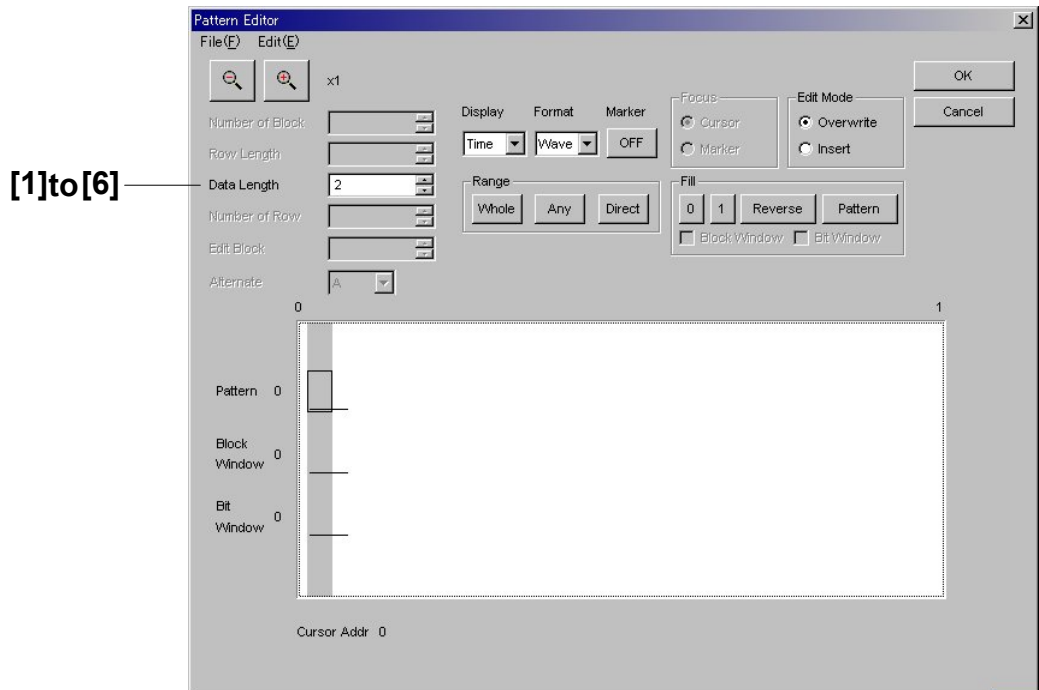 Pattern Editor
File(F) Edit(E)
x1
OK
Cancel
Number of Block
Row Length
[1]to[6]
Data Length 2
Number of Row
Edit Block
Alternate A
Display Format Marker
Time Wave OFF
Focus
Cursor
Marker
Edit Mode
Overwrite
Insert
Range
Whole Any Direct
Fill
0 1 Reverse Pattern
Block Window Bit Window
0 1
Pattern 0
Block
Window 0
Bit
Window 0
Cursor Addr 0